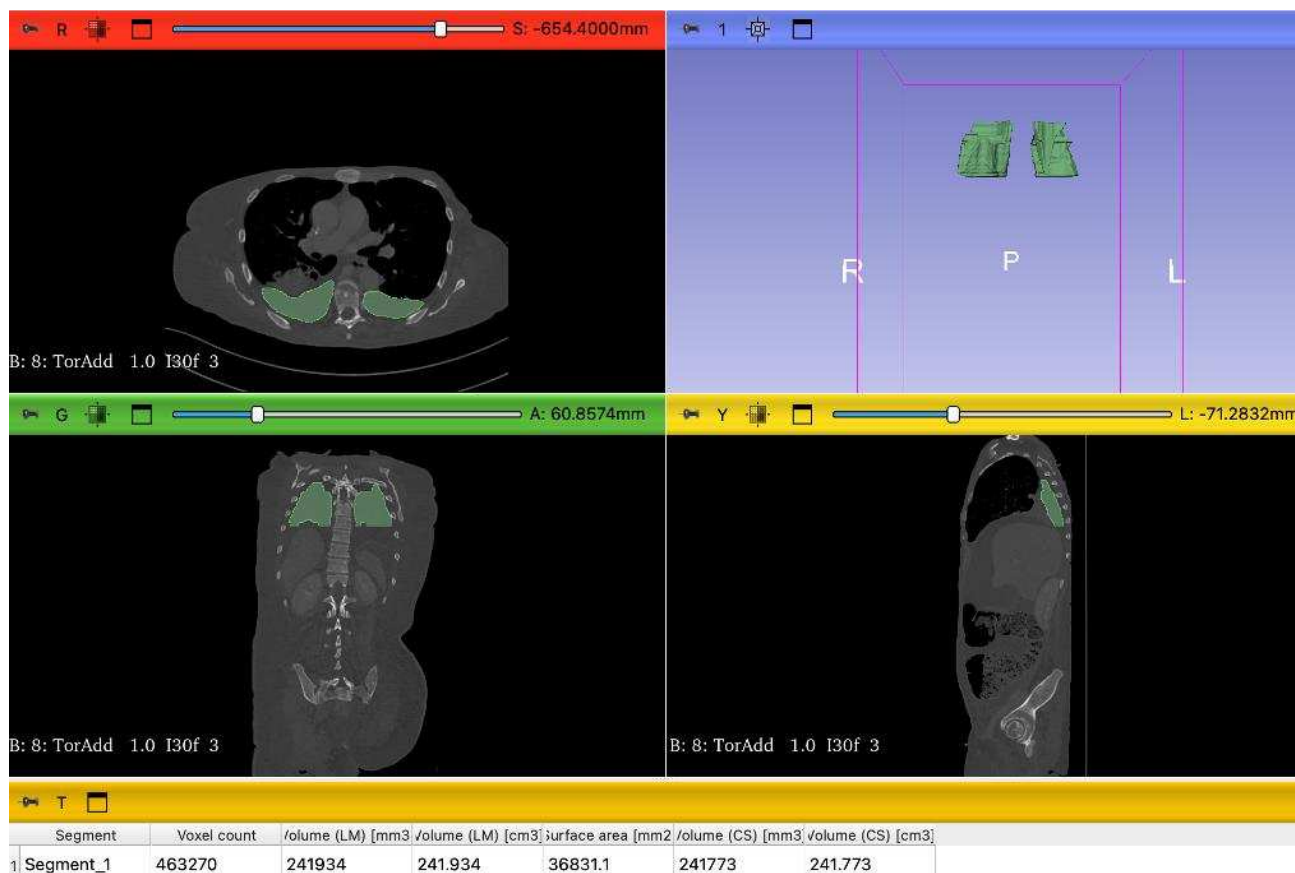 R S: -654.4000mm
1
B: 8: TorAdd 1.0 I30f 3
R P L
G A: 60.8574mm
Y L: -71.2832mm
B: 8: TorAdd 1.0 I30f 3
B: 8: TorAdd 1.0 I30f 3
T
Segment Voxel count /olume (LM) [mm3 /olume (LM) [cm3] Surface area [mm2 /olume (CS) [mm3] /olume (CS) [cm3]
1 Segment_1 463270 241934 241.934 36831.1 241773 241.773